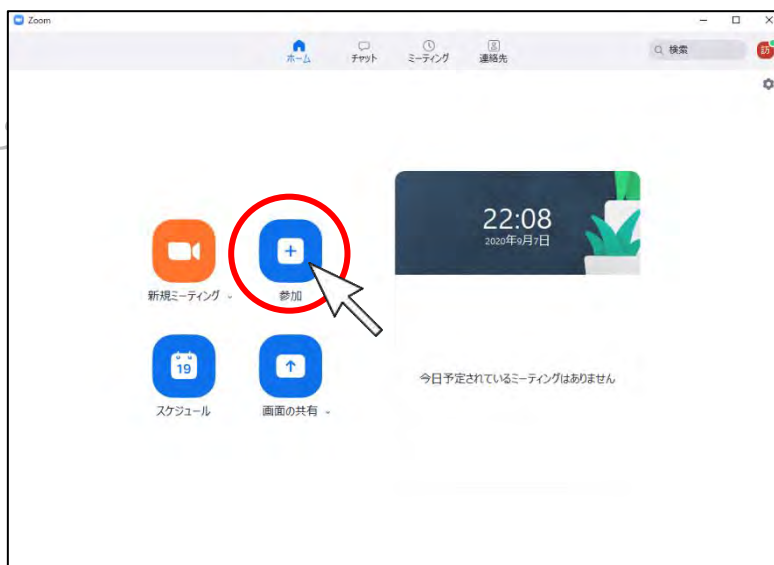 Zoom
ホーム
チャット
ミーティング
連絡先
検索
訪
22:08
2020年9月7日
新規ミーティング
参加
19
スケジュール
画面の共有
今日予定されているミーティングはありません